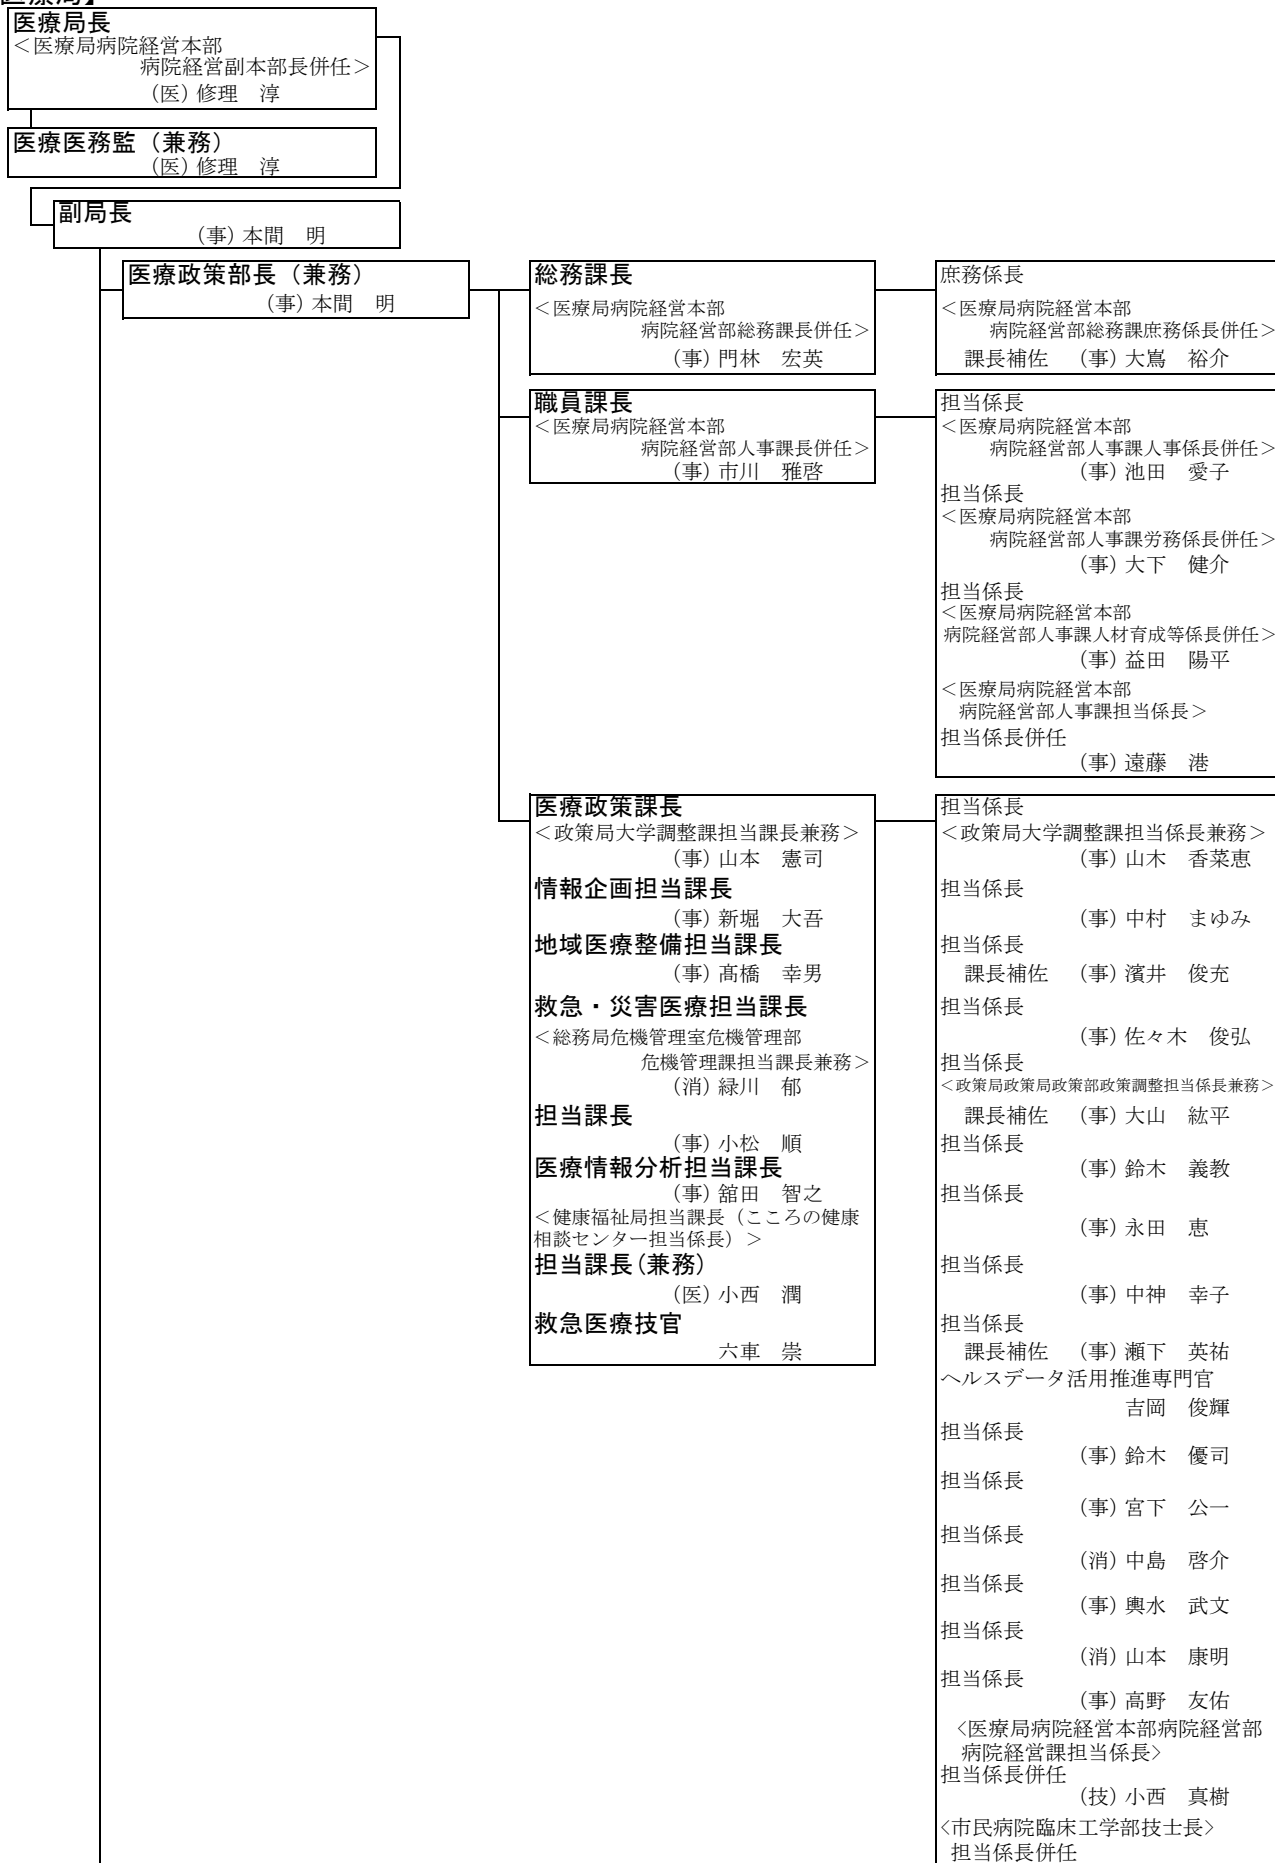 医療局長
＜医療局病院経営本部
病院経営副本部長併任＞
（医）修理　淳
医療医務監（兼務）
（医）修理　淳
副局長
（事）本間　明
医療政策部長（兼務）
（事）本間　明
総務課長
＜医療局病院経営本部
病院経営部総務課長併任＞
（事）門林　宏英
庶務係長
＜医療局病院経営本部
病院経営部総務課庶務係長併任＞
課長補佐　（事）大嶌　裕介
職員課長
＜医療局病院経営本部
病院経営部人事課長併任＞
（事）市川　雅啓
担当係長
＜医療局病院経営本部
病院経営部人事課人事係長併任＞
（事）池田　愛子
担当係長
＜医療局病院経営本部
病院経営部人事課労務係長併任＞
（事）大下　健介
担当係長
＜医療局病院経営本部
病院経営部人事課人材育成等係長併任＞
（事）益田　陽平
＜医療局病院経営本部
病院経営部人事課担当係長＞
担当係長併任
（事）遠藤　港
医療政策課長
＜政策局大学調整課担当課長兼務＞
（事）山本　憲司
情報企画担当課長
（事）新堀　大吾
地域医療整備担当課長
（事）髙橋　幸男
救急・災害医療担当課長
＜総務局危機管理室危機管理部
危機管理課担当課長兼務＞
（消）緑川　郁
担当課長
（事）小松　順
医療情報分析担当課長
（事）舘田　智之
＜健康福祉局担当課長（こころの健康
相談センター担当係長）＞
担当課長（兼務）
（医）小西　潤
救急医療技官
六車　崇
担当係長
＜政策局大学調整課担当係長兼務＞
（事）山木　香菜恵
担当係長
（事）中村　まゆみ
担当係長
課長補佐　（事）濱井　俊充
担当係長
（事）佐々木　俊弘
担当係長
＜政策局政策局政策部政策調整担当係長兼務＞
課長補佐　（事）大山　紘平
担当係長
（事）鈴木　義教
担当係長
（事）永田　恵
担当係長
（事）中神　幸子
担当係長
課長補佐　（事）瀬下　英祐
ヘルスデータ活用推進専門官
吉岡　俊輝
担当係長
（事）鈴木　優司
担当係長
（事）宮下　公一
担当係長
（消）中島　啓介
担当係長
（事）輿水　武文
担当係長
（消）山本　康明
担当係長
（事）高野　友佑
〈医療局病院経営本部病院経営部
病院経営課担当係長〉
担当係長併任
（技）小西　真樹
〈市民病院臨床工学部技士長〉
担当係長併任